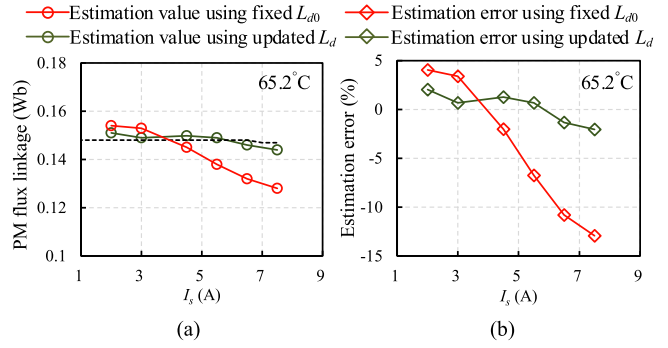 Estimation value using fixed L_d0
Estimation error using fixed L_d0
Estimation value using updated L_d
Estimation error using updated L_d
0.18
0.16
0.14
0.12
0.1
PM flux linkage (Wb)
65.2°C
1 3 5 7 9
I_s (A)
(a)
5
0
-5
-10
-15
Estimation error (%)
65.2°C
1 3 5 7 9
I_s (A)
(b)